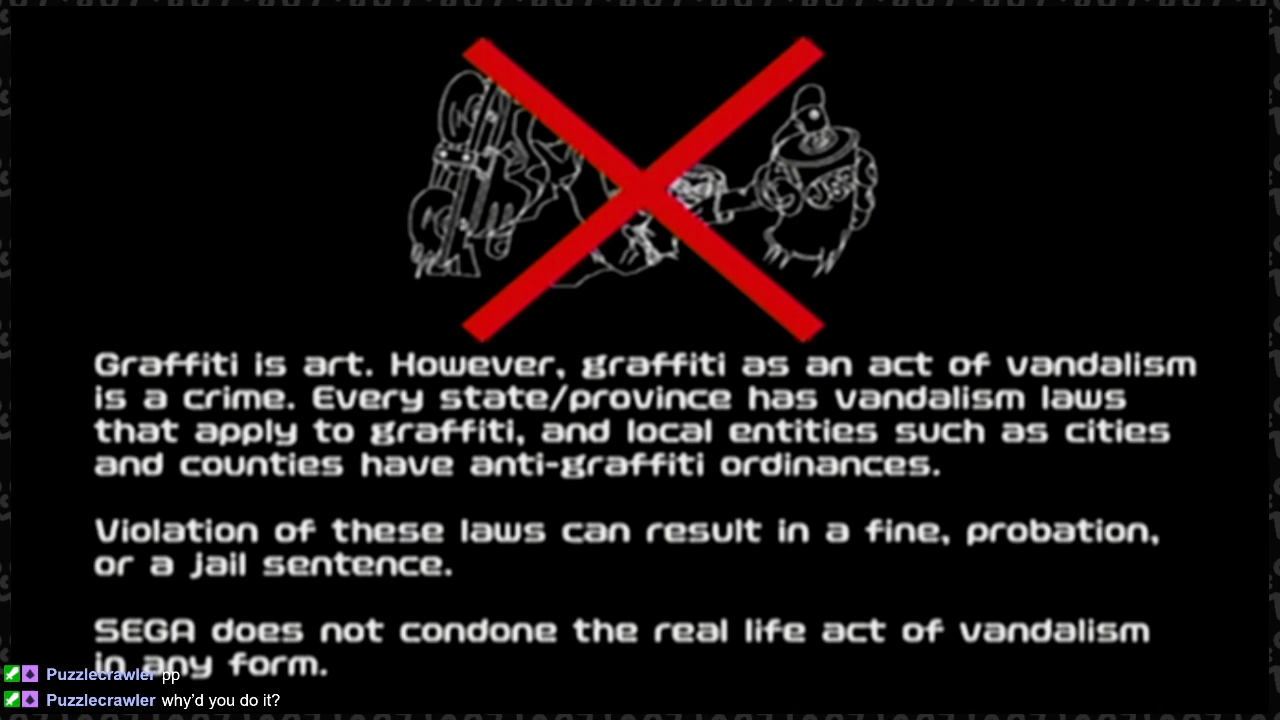 JSR
Graffiti is art. However, graffiti as an act of vandalism
is a crime. Every state/province has vandalism laws
that apply to graffiti, and local entities such as cities
and counties have anti-graffiti ordinances.
Violation of these laws can result in a fine, probation,
or a jail sentence.
SEGA does not condone the real life act of vandalism
in any form.
Puzzlecrawler pp
Puzzlecrawler why'd you do it?